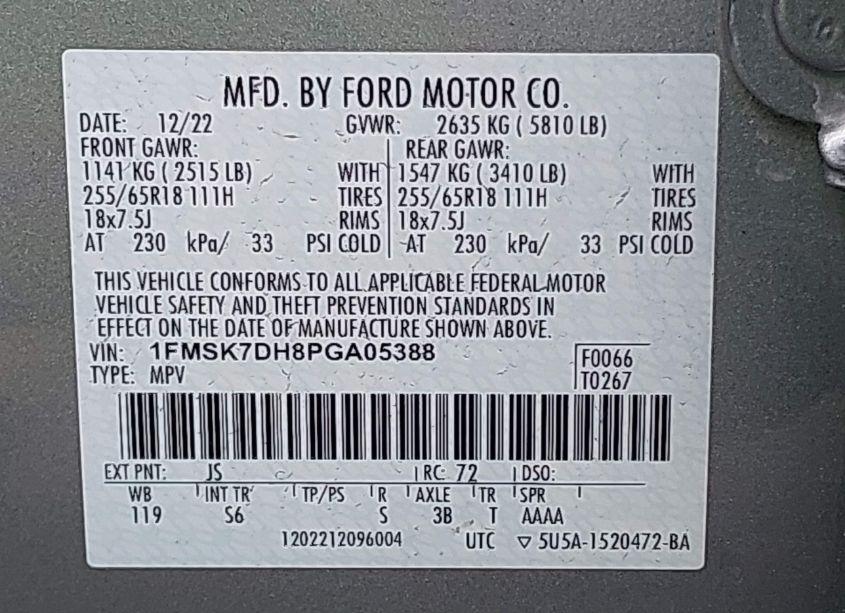 MFD. BY FORD MOTOR CO.
DATE: 12/22 GVWR: 2635 KG ( 5810 LB)
FRONT GAWR: REAR GAWR:
1141 KG ( 2515 LB) WITH 1547 KG ( 3410 LB) WITH
255/65R18 111H TIRES 255/65R18 111H TIRES
18x7.5J RIMS 18x7.5J RIMS
AT 230 kPa/ 33 PSI COLD AT 230 kPa/ 33 PSI COLD
THIS VEHICLE CONFORMS TO ALL APPLICABLE FEDERAL MOTOR
VEHICLE SAFETY AND THEFT PREVENTION STANDARDS IN
EFFECT ON THE DATE OF MANUFACTURE SHOWN ABOVE.
VIN: 1FMSK7DH8PGA05388
F0066
TYPE: MPV
T0267
EXT PNT: JS RC: 72 DSO:
WB INT TR TP/PS R AXLE TR SPR
119 S6 S 3B T AAAA
1202212096004 UTC ▽ 5U5A-1520472-BA